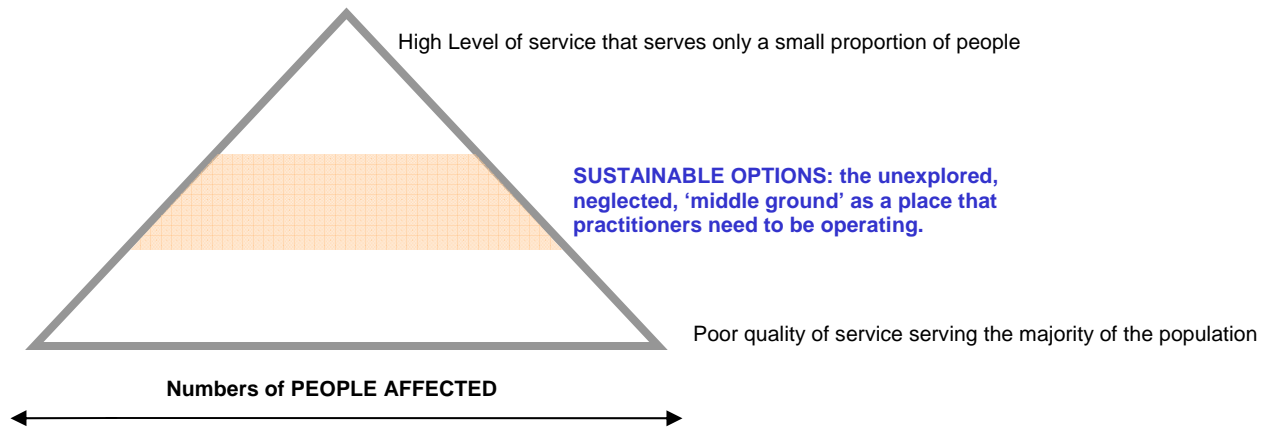 High Level of service that serves only a small proportion of people
SUSTAINABLE OPTIONS: the unexplored,
neglected, ‘middle ground’ as a place that
practitioners need to be operating.
Poor quality of service serving the majority of the population
Numbers of PEOPLE AFFECTED